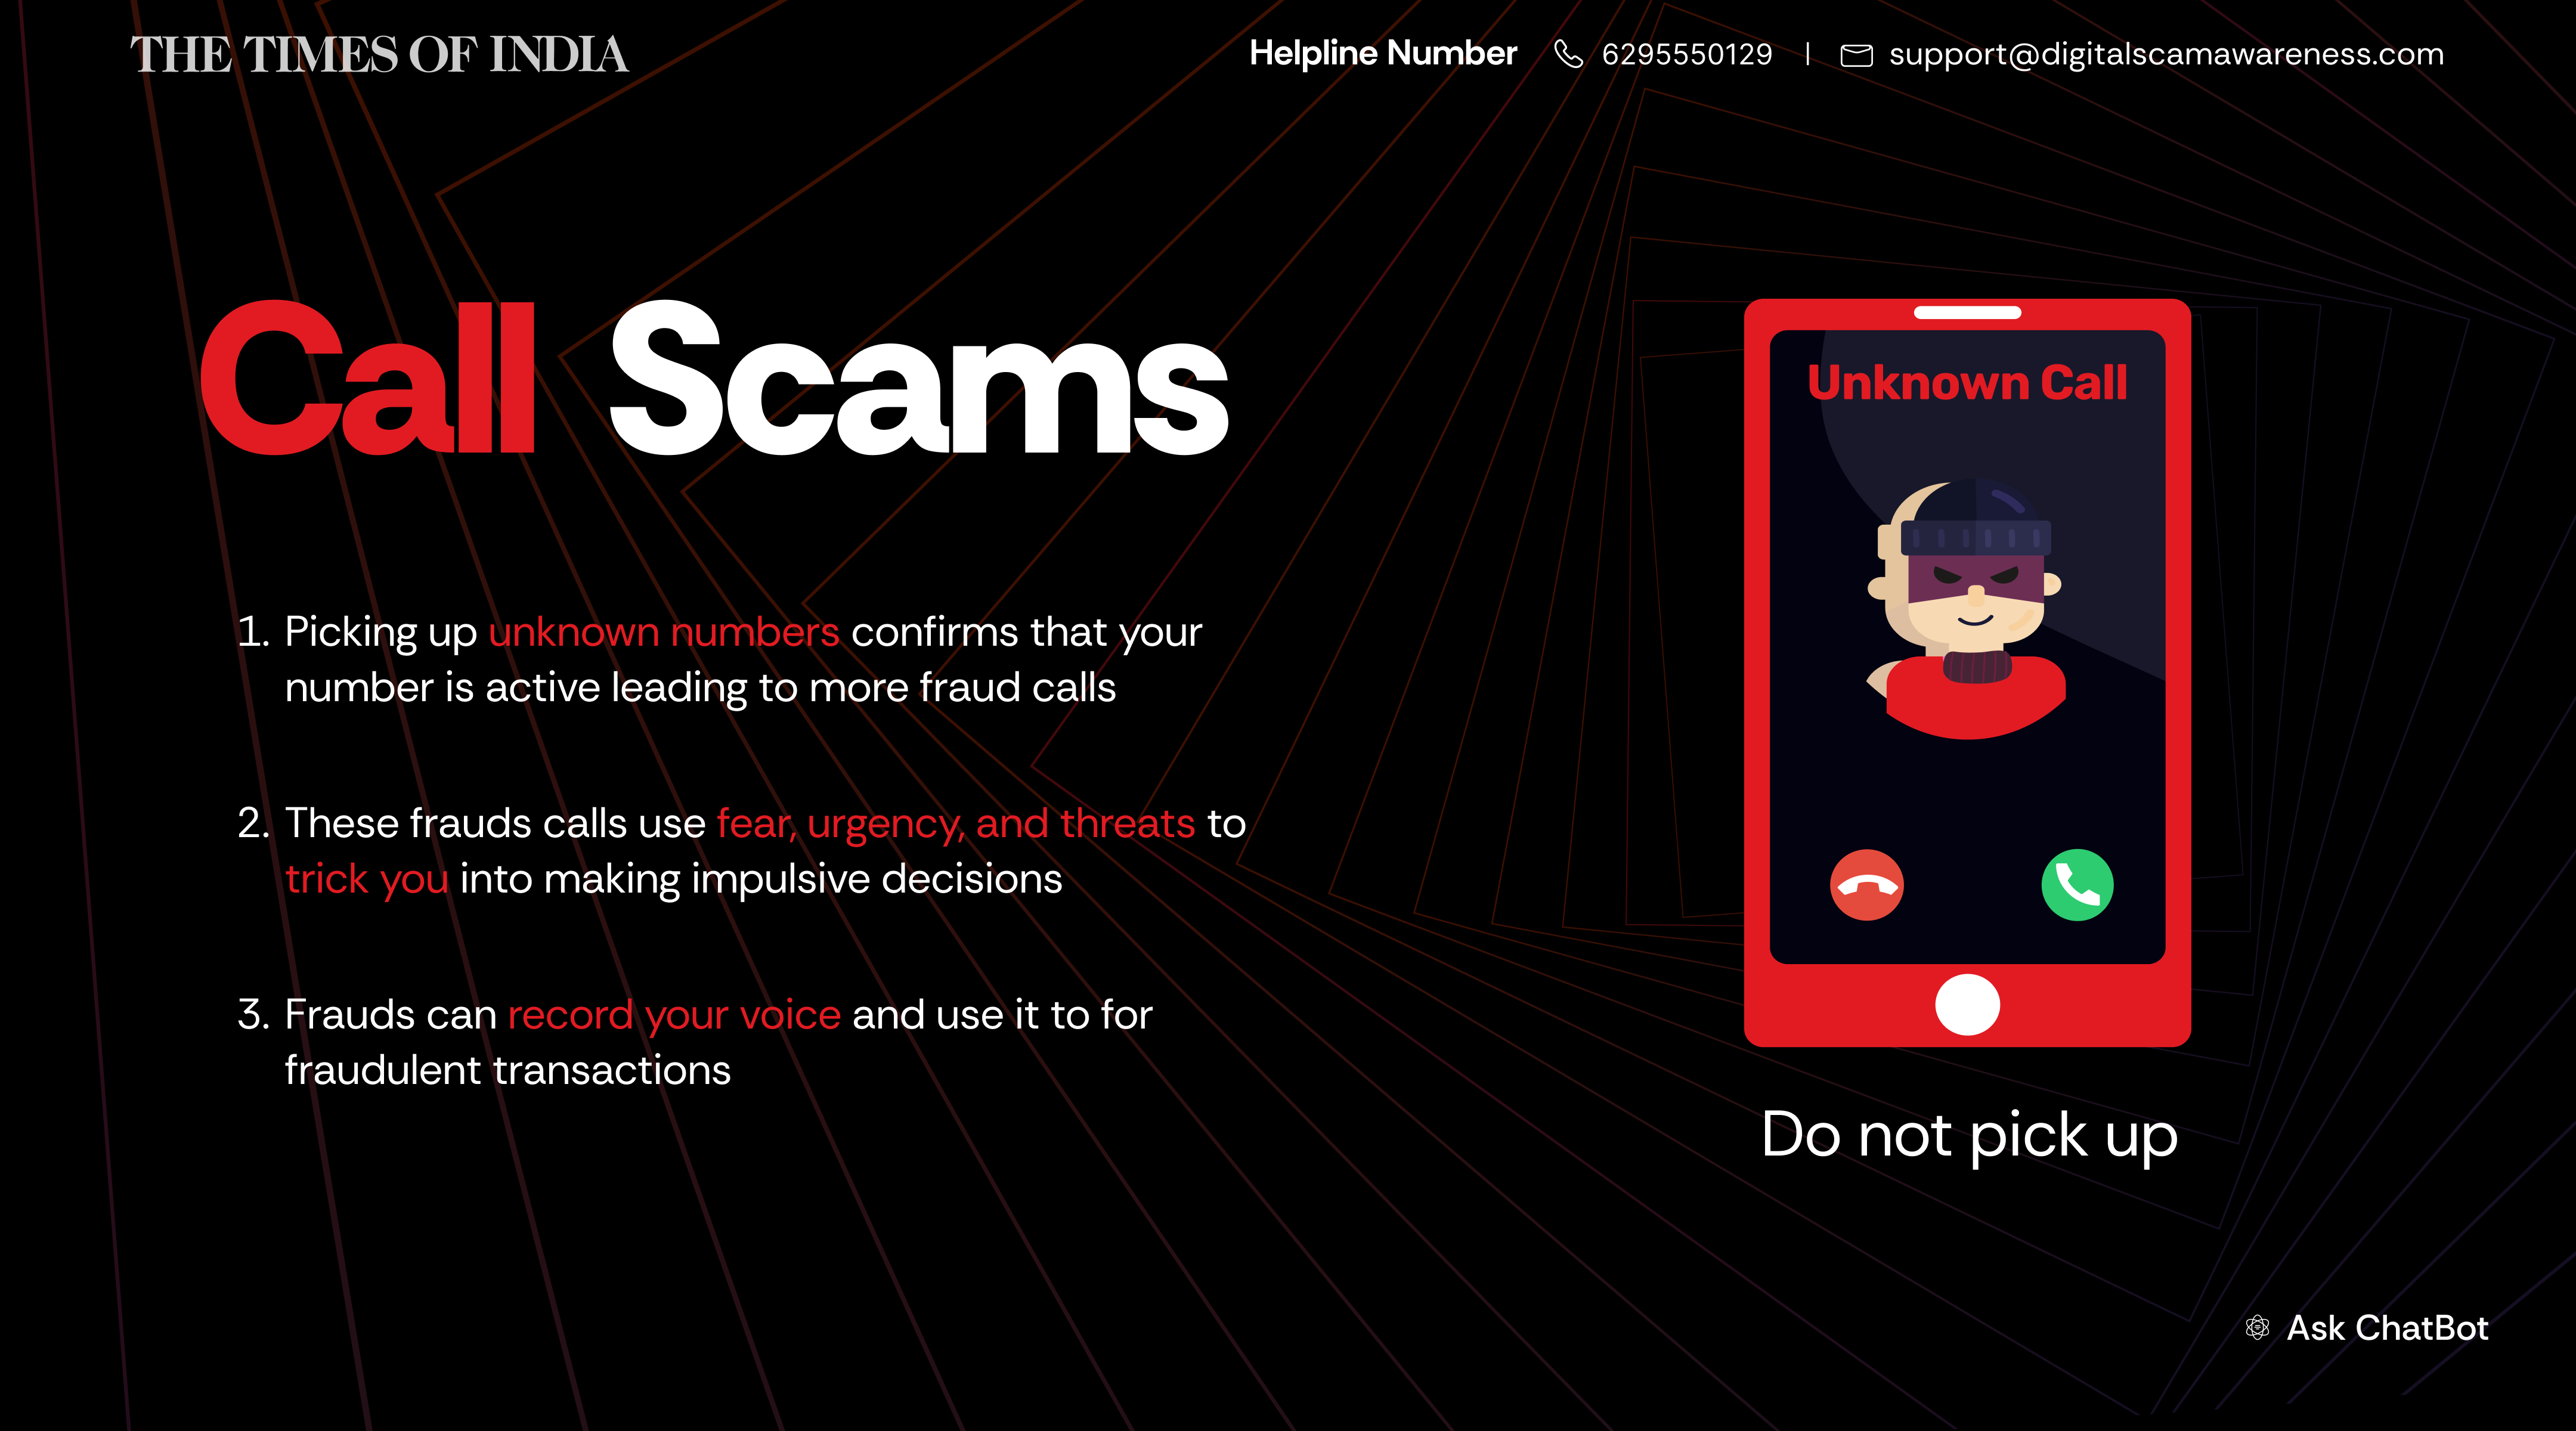 THE TIMES OF INDIA
Helpline Number 6295550129 | support@digitalscamawareness.com
Call Scams
Unknown Call
1. Picking up unknown numbers confirms that your
number is active leading to more fraud calls
2. These frauds calls use fear, urgency, and threats to
trick you into making impulsive decisions
3. Frauds can record your voice and use it to for
fraudulent transactions
Do not pick up
Ask ChatBot